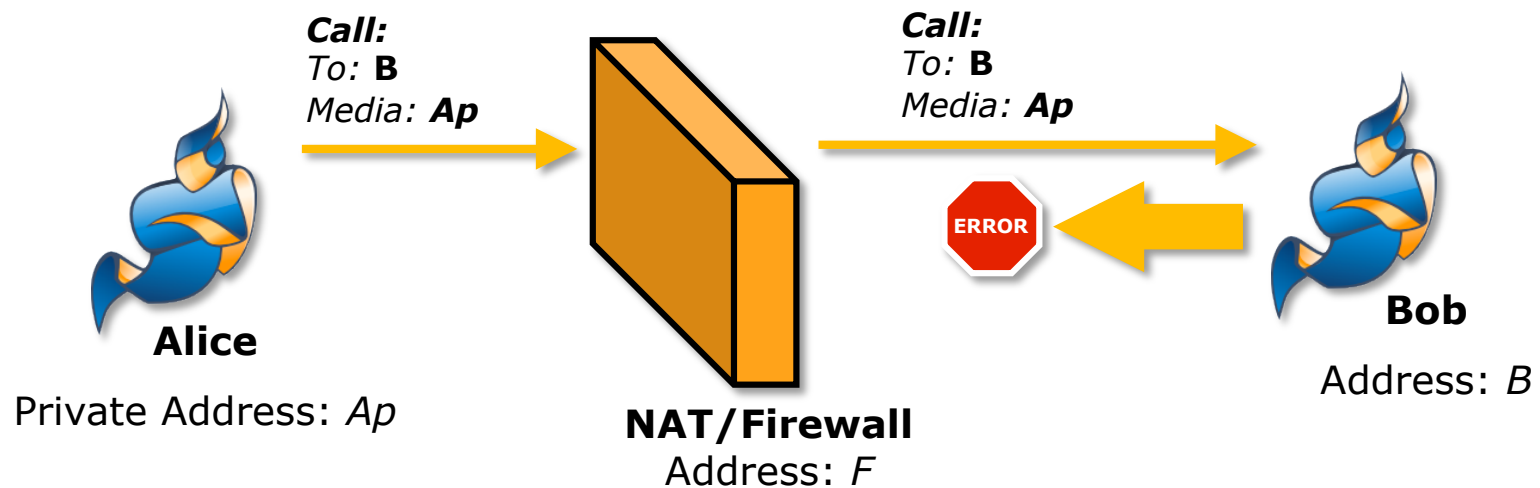 Call:
To: B
Media: Ap
Call:
To: B
Media: Ap
ERROR
Alice
Private Address: Ap
NAT/Firewall
Address: F
Bob
Address: B